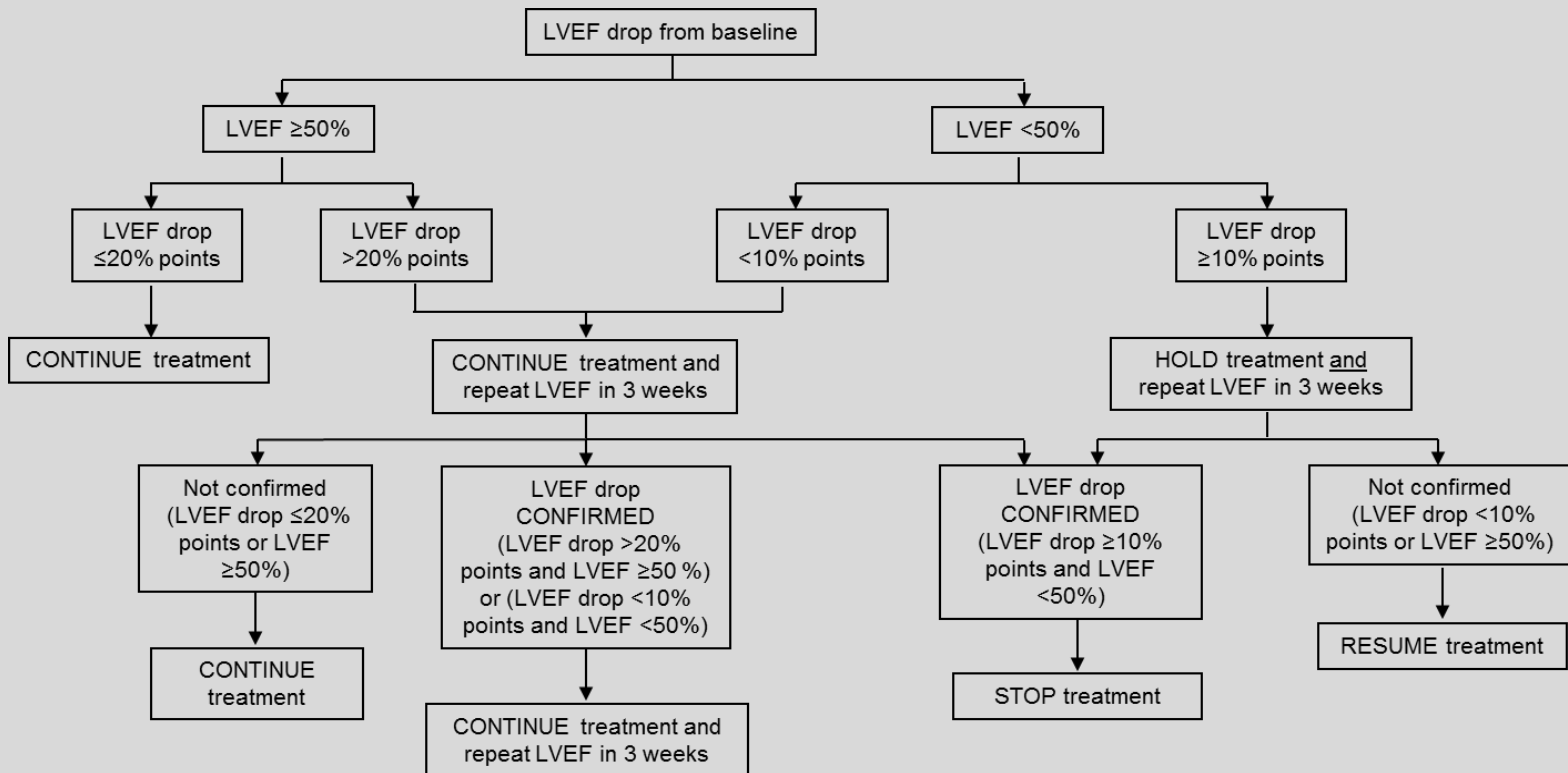 LVEF drop from baseline
LVEF ≥50%
LVEF <50%
LVEF drop
≤20% points
LVEF drop
>20% points
LVEF drop
<10% points
LVEF drop
≥10% points
CONTINUE treatment
CONTINUE treatment and
repeat LVEF in 3 weeks
HOLD treatment and
repeat LVEF in 3 weeks
Not confirmed
(LVEF drop ≤20%
points or LVEF
≥50%)
LVEF drop
CONFIRMED
(LVEF drop >20%
points and LVEF ≥50 %)
or (LVEF drop <10%
points and LVEF <50%)
LVEF drop
CONFIRMED
(LVEF drop ≥10%
points and LVEF
<50%)
Not confirmed
(LVEF drop <10%
points or LVEF ≥50%)
CONTINUE
treatment
CONTINUE treatment and
repeat LVEF in 3 weeks
STOP treatment
RESUME treatment